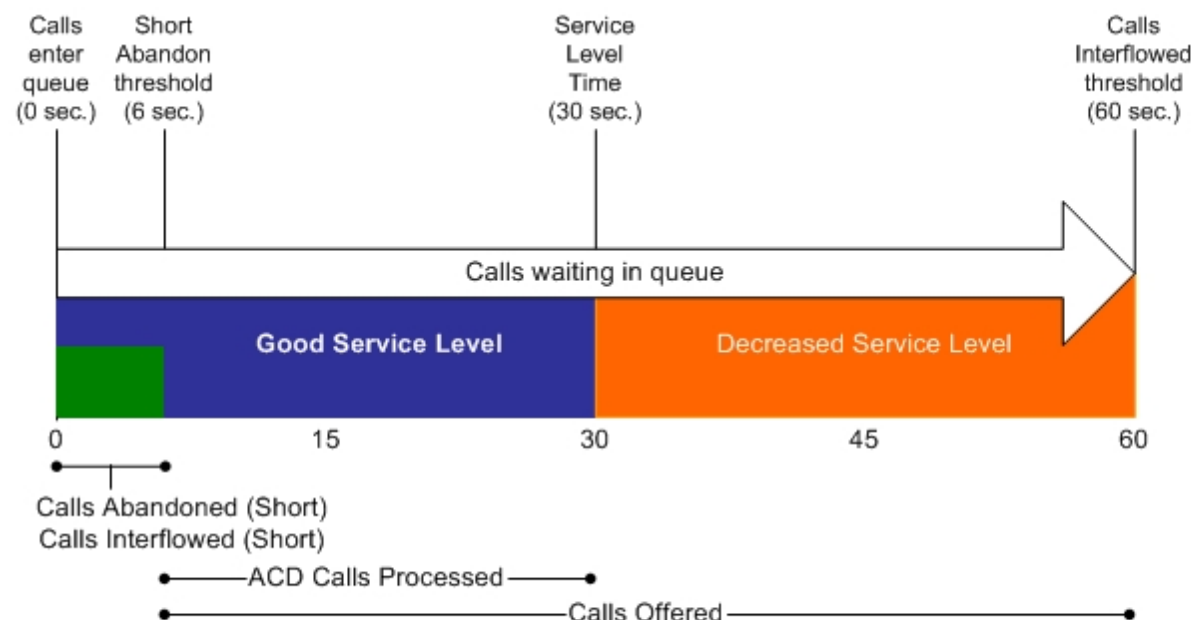 Calls
enter
queue
(0 sec.)
Short
Abandon
threshold
(6 sec.)
Service
Level
Time
(30 sec.)
Calls
Interflowed
threshold
(60 sec.)
Calls waiting in queue
Good Service Level
Decreased Service Level
0
15
30
45
60
Calls Abandoned (Short)
Calls Interflowed (Short)
ACD Calls Processed
Calls Offered